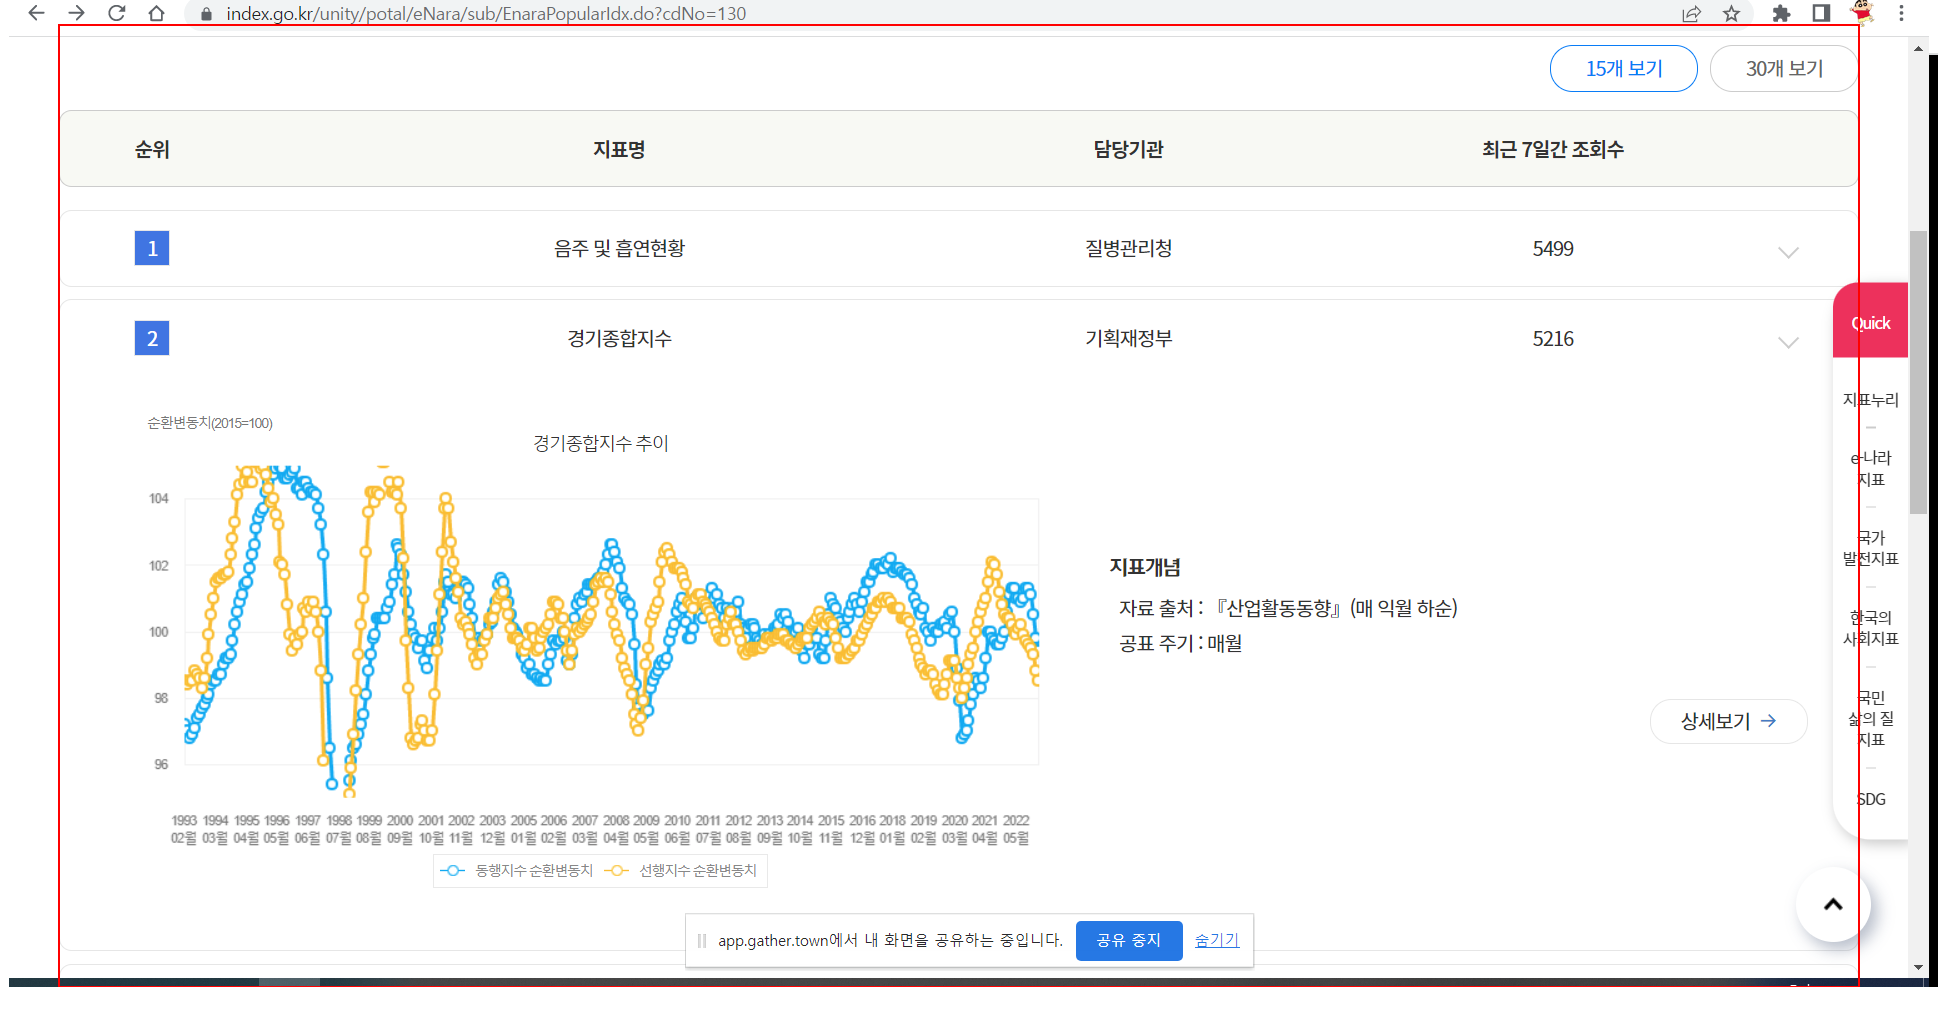 index.go.kr/unity/potal/eNara/sub/EnaraPopularIdx.do?cdNo=130
15개 보기 30개 보기
순위 지표명 담당기관 최근 7일간 조회수
1 음주 및 흡연현황 질병관리청 5499
2 경기종합지수 기획재정부 5216
순환변동치(2015=100)
경기종합지수 추이
104
102
100
98
96
1993 1994 1995 1996 1997 1998 1999 2000 2001 2002 2003 2005 2006 2007 2008 2009 2010 2011 2012 2013 2014 2015 2016 2018 2019 2020 2021 2022
02월 03월 04월 05월 06월 07월 08월 09월 10월 11월 12월 01월 02월 03월 04월 05월 06월 07월 08월 09월 10월 11월 12월 01월 02월 03월 04월 05월
동행지수 순환변동치 선행지수 순환변동치
지표개념
자료 출처 : 『산업활동동향』(매 익월 하순)
공표 주기 : 매월
상세보기 →
Quick
지표누리
e-나라
지표
국가
발전지표
한국의
사회지표
국민
삶의 질
지표
SDG
app.gather.town에서 내 화면을 공유하는 중입니다. 공유 중지 숨기기